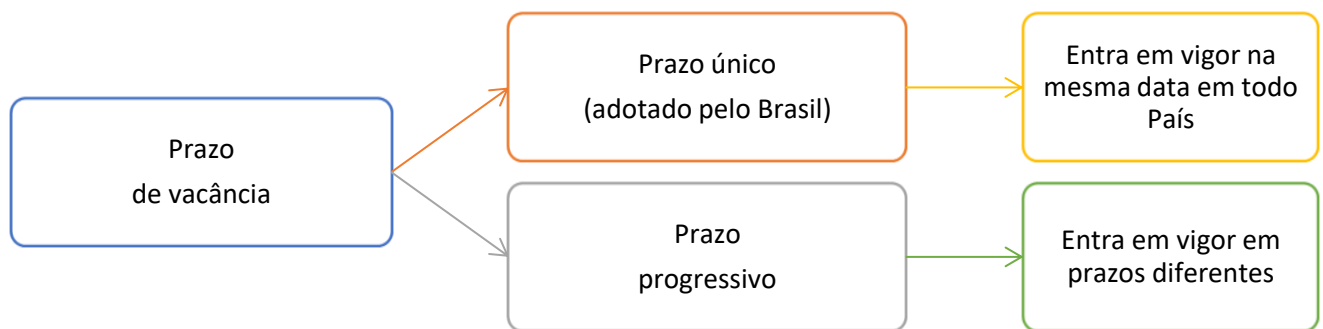 Prazo
de vacância
Prazo único
(adotado pelo Brasil)
Entra em vigor na
mesma data em todo
País
Prazo
progressivo
Entra em vigor em
prazos diferentes